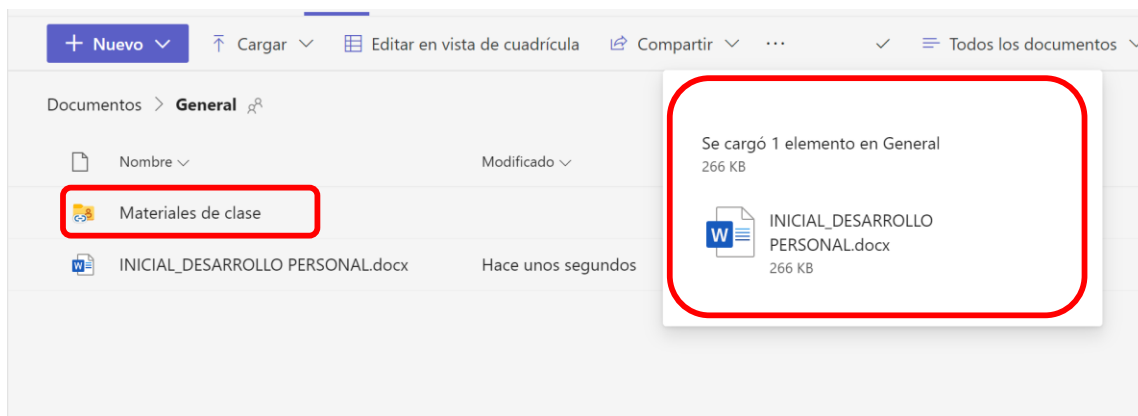 Nuevo
Cargar
Editar en vista de cuadrícula
Compartir
...
Todos los documentos
Documentos > General
Nombre
Modificado
Materiales de clase
INICIAL_DESARROLLO PERSONAL.docx
Hace unos segundos
Se cargó 1 elemento en General
266 KB
W
INICIAL_DESARROLLO
PERSONAL.docx
266 KB